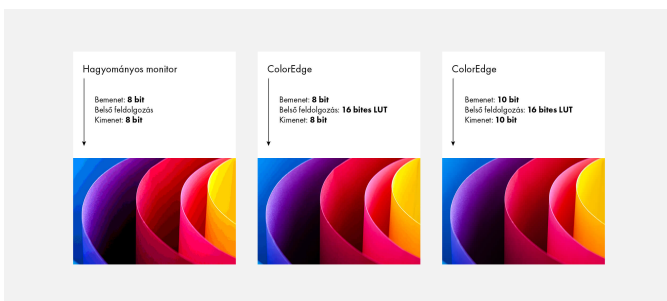 Hagyományos monitor
Bemenet: 8 bit
Belső feldolgozás
Kimenet: 8 bit
ColorEdge
Bemenet: 8 bit
Belső feldolgozás: 16 bites LUT
Kimenet: 8 bit
ColorEdge
Bemenet: 10 bit
Belső feldolgozás: 16 bites LUT
Kimenet: 10 bit